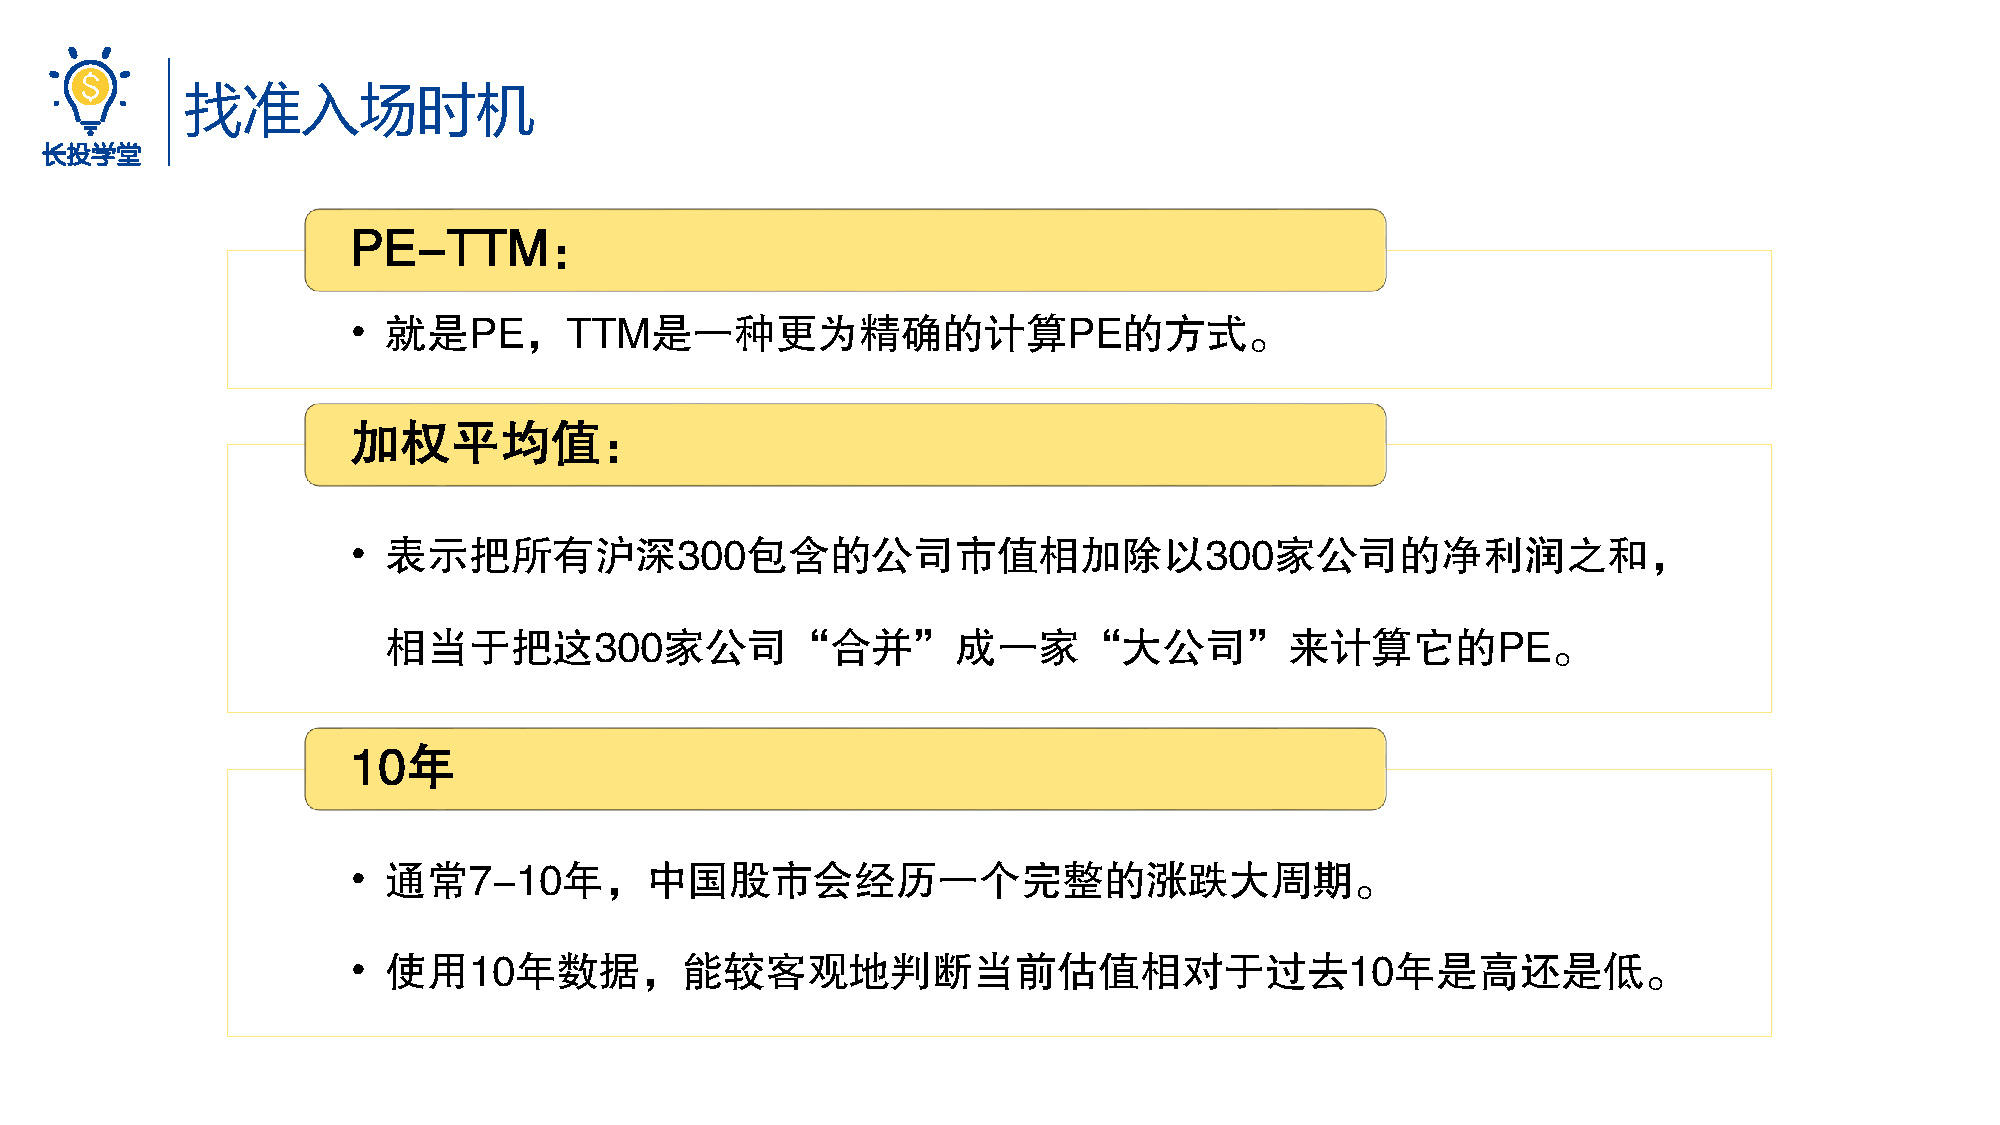 长投学堂
找准入场时机
PE-TTM：
• 就是PE，TTM是一种更为精确的计算PE的方式。
加权平均值：
• 表示把所有沪深300包含的公司市值相加除以300家公司的净利润之和，
相当于把这300家公司“合并”成一家“大公司”来计算它的PE。
10年
• 通常7-10年，中国股市会经历一个完整的涨跌大周期。
• 使用10年数据，能较客观地判断当前估值相对于过去10年是高还是低。